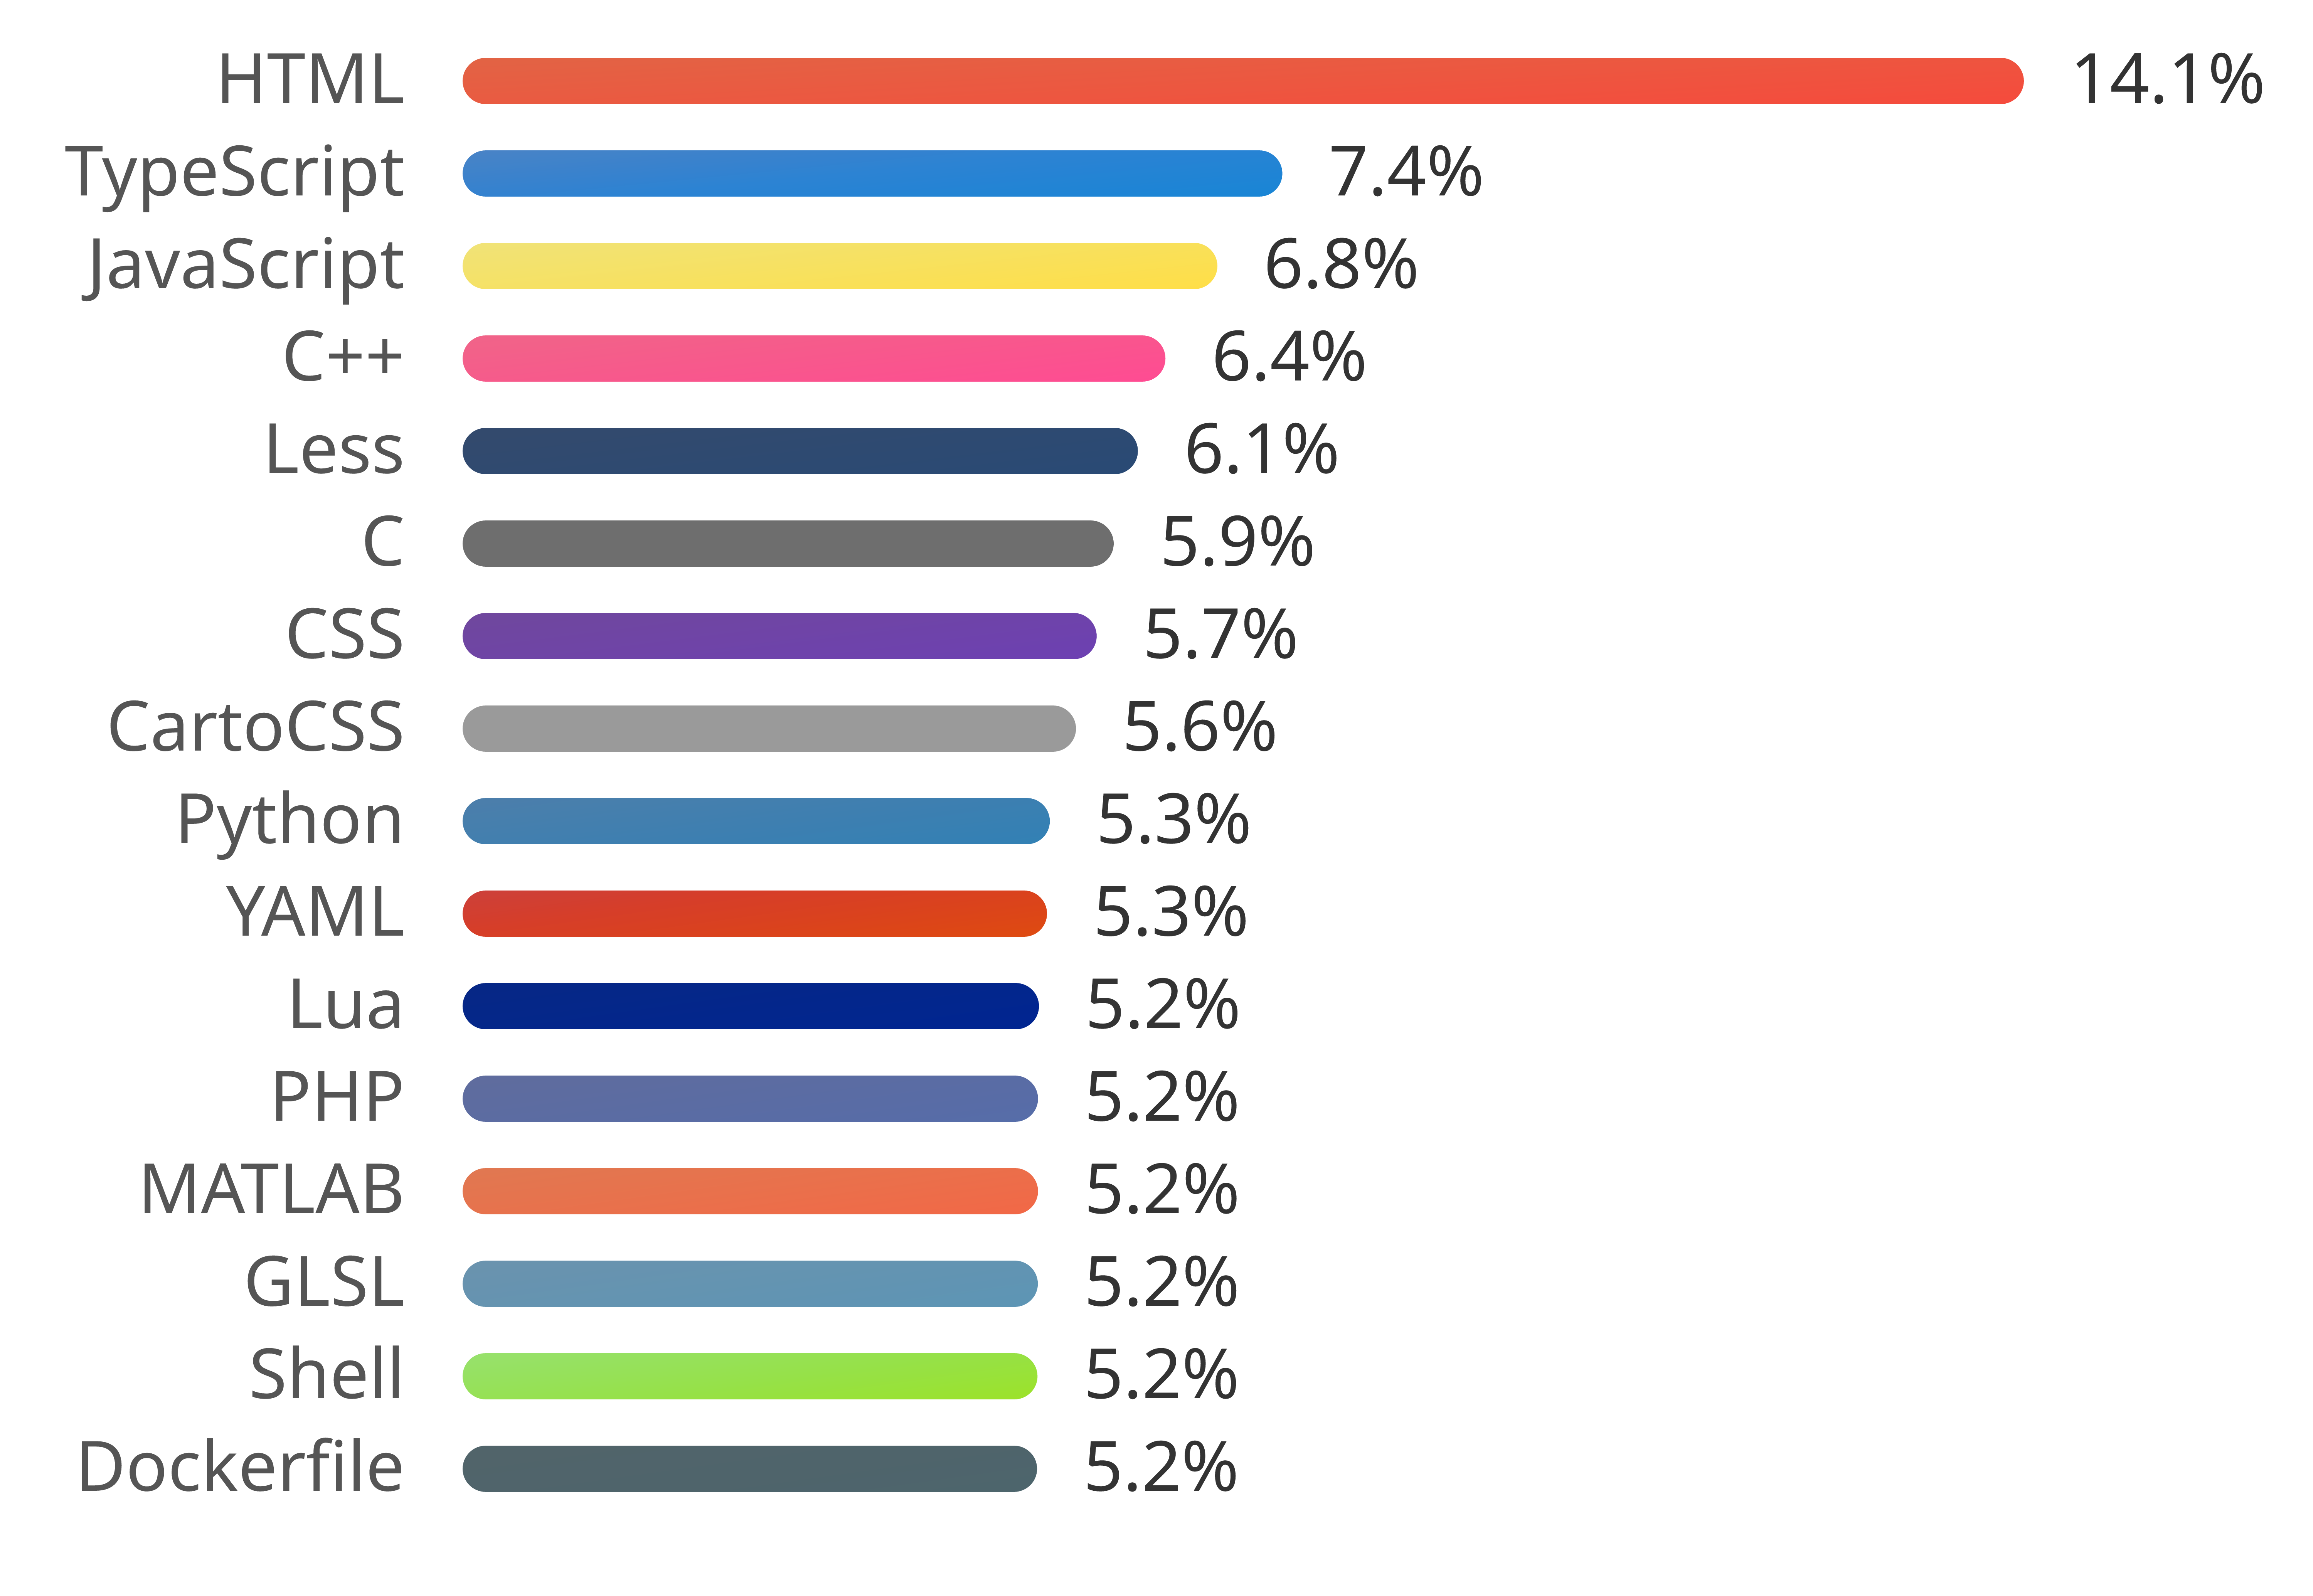 HTML 14.1%
TypeScript 7.4%
JavaScript 6.8%
C++ 6.4%
Less 6.1%
C 5.9%
CSS 5.7%
CartoCSS 5.6%
Python 5.3%
YAML 5.3%
Lua 5.2%
PHP 5.2%
MATLAB 5.2%
GLSL 5.2%
Shell 5.2%
Dockerfile 5.2%